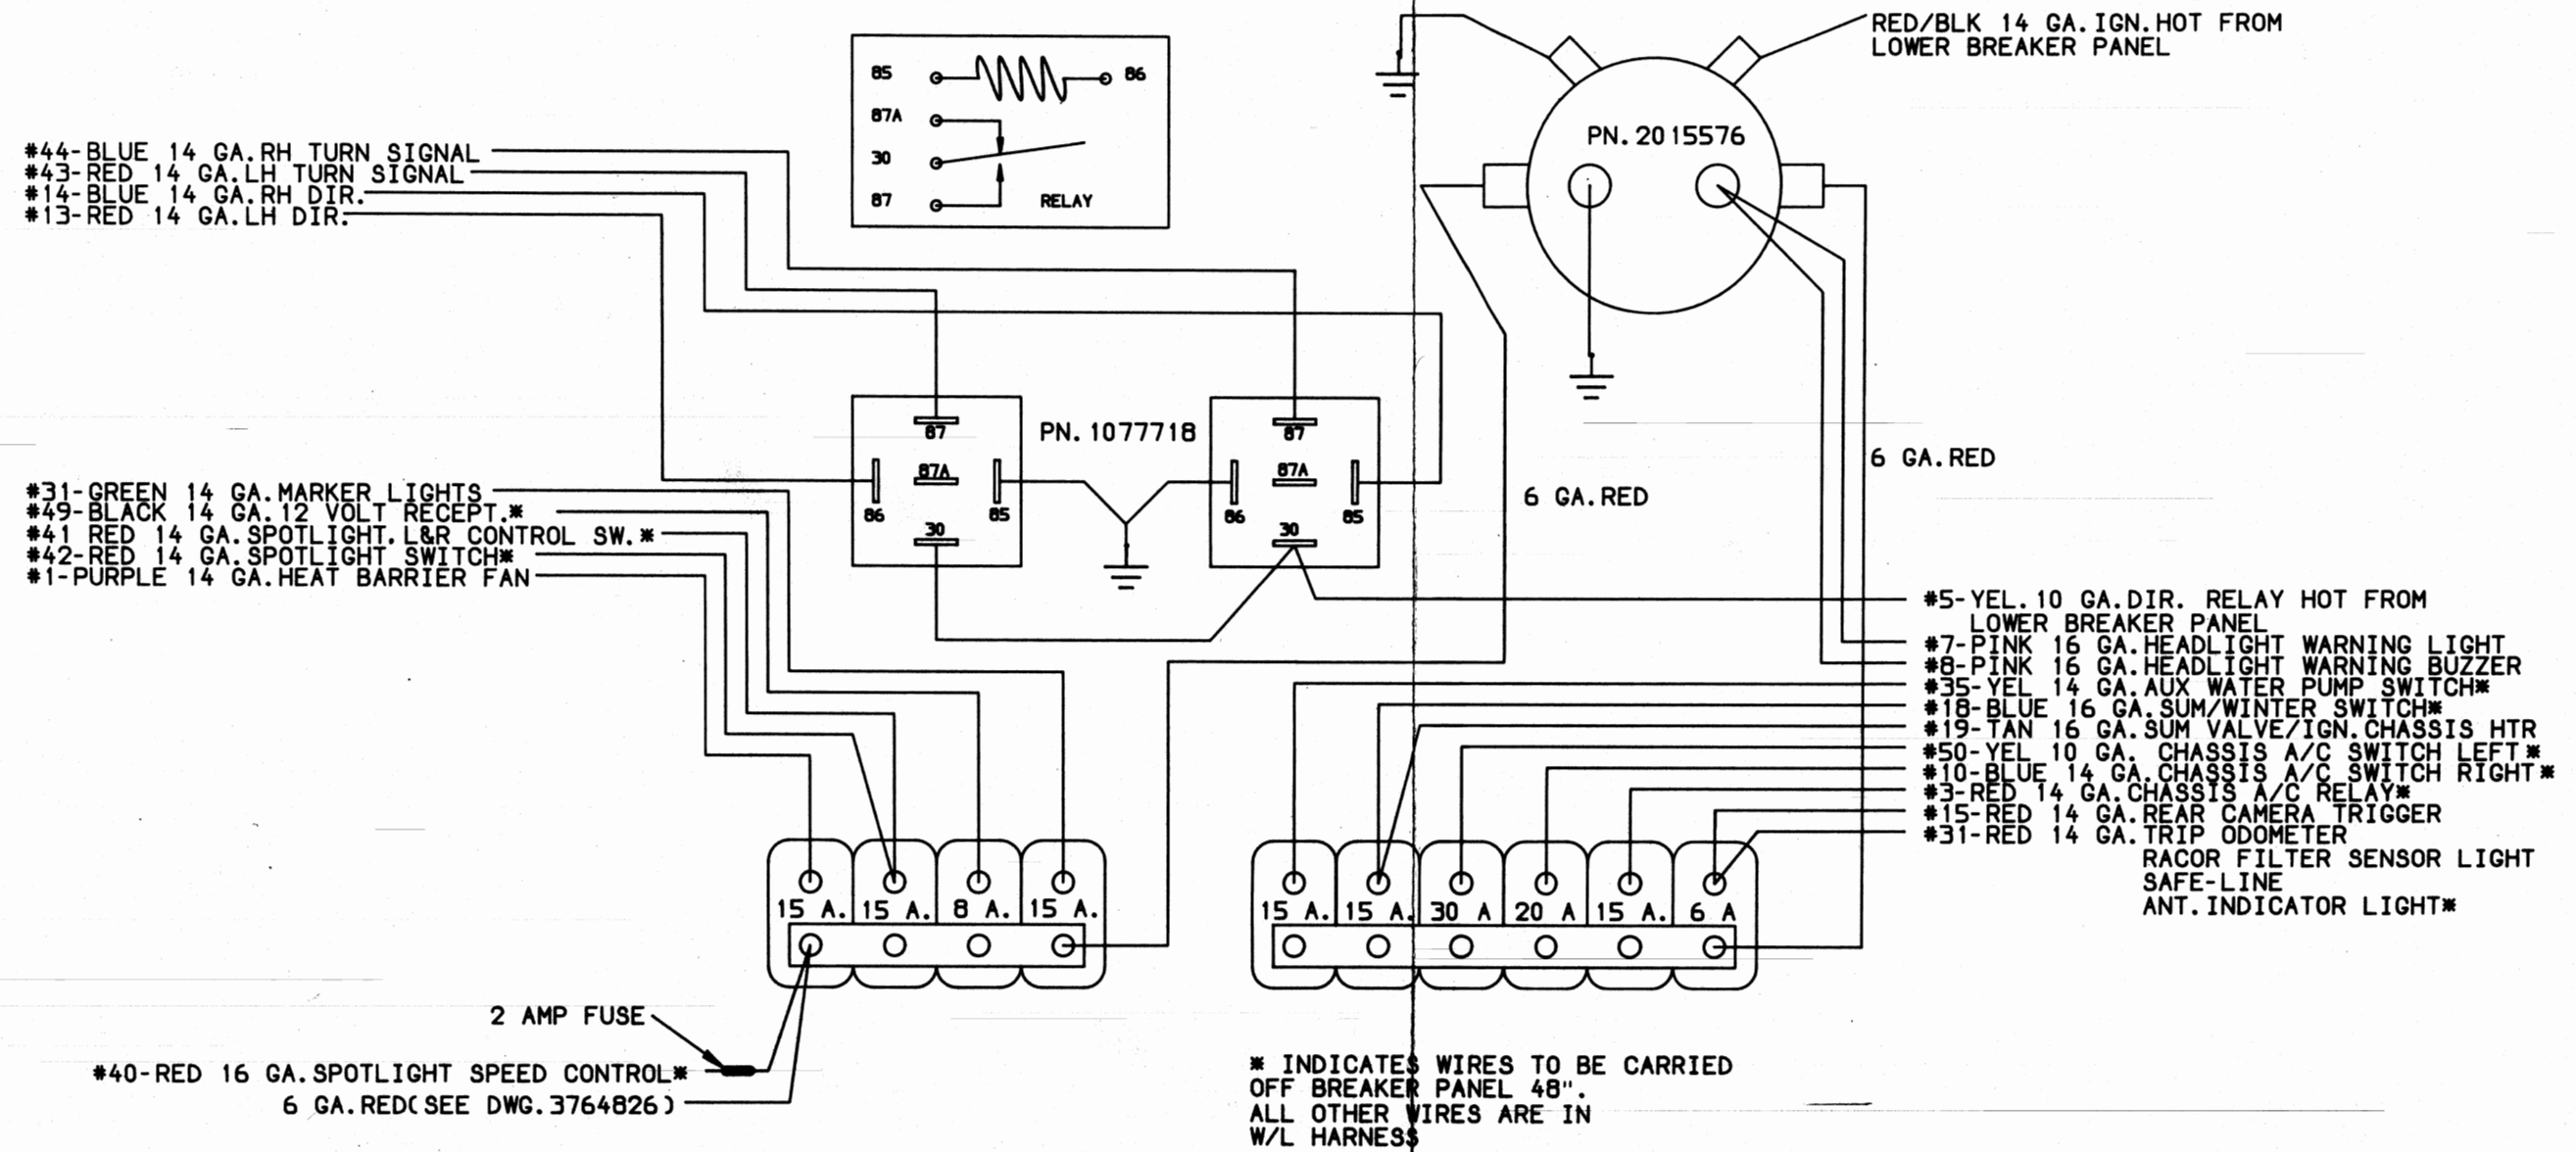 RED/BLK 14 GA.IGN.HOT FROM
LOWER BREAKER PANEL
85
86
87A
30
87
RELAY
PN.2015576
#44-BLUE 14 GA.RH TURN SIGNAL
#43-RED 14 GA.LH TURN SIGNAL
#14-BLUE 14 GA.RH DIR.
#13-RED 14 GA.LH DIR.
87
87A
86
85
30
PN.1077718
87
87A
86
85
30
6 GA.RED
6 GA.RED
#31-GREEN 14 GA.MARKER LIGHTS
#49-BLACK 14 GA.12 VOLT RECEPT.*
#41 RED 14 GA.SPOTLIGHT.L&R CONTROL SW.*
#42-RED 14 GA.SPOTLIGHT SWITCH*
#1-PURPLE 14 GA.HEAT BARRIER FAN
#5-YEL.10 GA.DIR. RELAY HOT FROM
LOWER BREAKER PANEL
#7-PINK 16 GA.HEADLIGHT WARNING LIGHT
#8-PINK 16 GA.HEADLIGHT WARNING BUZZER
#35-YEL 14 GA.AUX WATER PUMP SWITCH*
#18-BLUE 16 GA.SUM/WINTER SWITCH*
#19-TAN 16 GA.SUM VALVE/IGN.CHASSIS HTR
#50-YEL 10 GA. CHASSIS A/C SWITCH LEFT*
#10-BLUE 14 GA.CHASSIS A/C SWITCH RIGHT*
#3-RED 14 GA.CHASSIS A/C RELAY*
#15-RED 14 GA.REAR CAMERA TRIGGER
#31-RED 14 GA.TRIP ODOMETER
RACOR FILTER SENSOR LIGHT
SAFE-LINE
ANT.INDICATOR LIGHT*
15 A. 15 A. 8 A. 15 A.
15 A. 15 A. 30 A 20 A 15 A. 6 A
2 AMP FUSE
#40-RED 16 GA.SPOTLIGHT SPEED CONTROL*
6 GA.RED(SEE DWG.3764826)
* INDICATES WIRES TO BE CARRIED
OFF BREAKER PANEL 48".
ALL OTHER WIRES ARE IN
W/L HARNESS